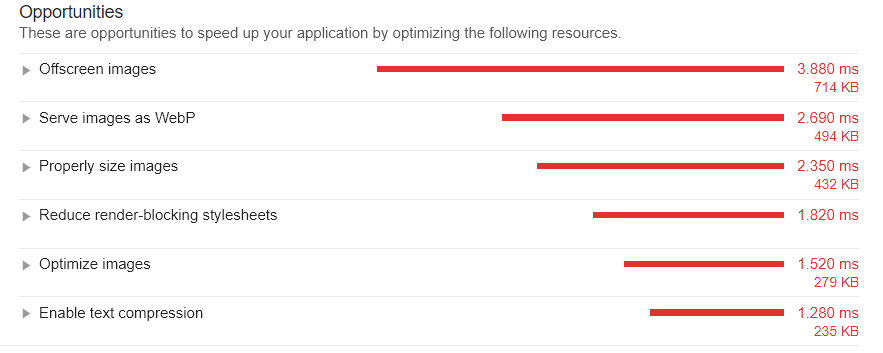 Opportunities
These are opportunities to speed up your application by optimizing the following resources.
Offscreen images 3.880 ms
714 KB
Serve images as WebP 2.690 ms
494 KB
Properly size images 2.350 ms
432 KB
Reduce render-blocking stylesheets 1.820 ms
Optimize images 1.520 ms
279 KB
Enable text compression 1.280 ms
235 KB